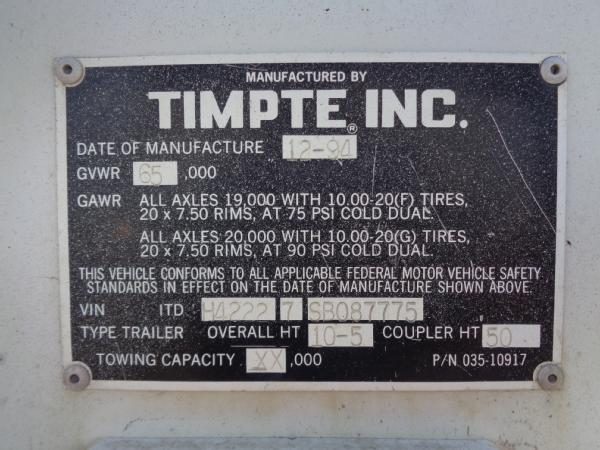 MANUFACTURED BY
TIMPTE® INC.
DATE OF MANUFACTURE 12-94
GVWR 65 ,000
GAWR ALL AXLES 19,000 WITH 10.00-20(F) TIRES,
20 x 7.50 RIMS, AT 75 PSI COLD DUAL.
ALL AXLES 20,000 WITH 10.00-20(G) TIRES,
20 x 7.50 RIMS, AT 90 PSI COLD DUAL.
THIS VEHICLE CONFORMS TO ALL APPLICABLE FEDERAL MOTOR VEHICLE SAFETY
STANDARDS IN EFFECT ON THE DATE OF MANUFACTURE SHOWN ABOVE.
VIN ITD H4222 7 SB087775
TYPE TRAILER OVERALL HT 10-5 COUPLER HT 50
TOWING CAPACITY XX ,000 P/N 035-10917